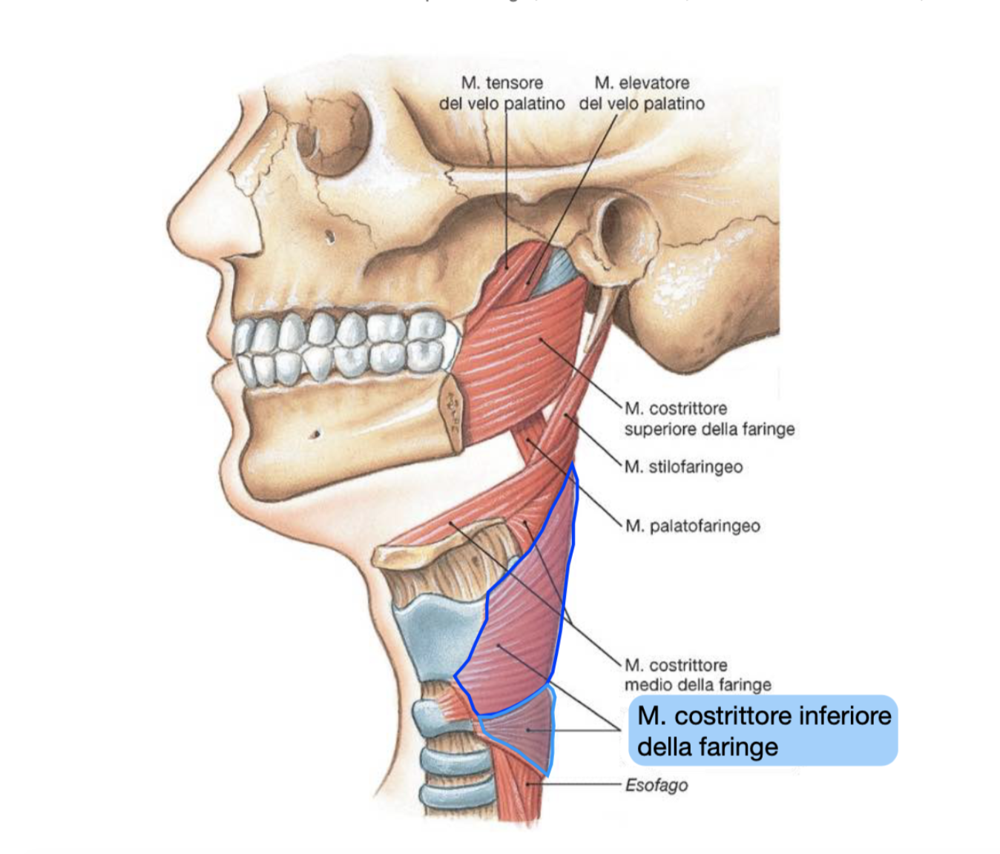 M. tensore
del velo palatino
M. elevatore
del velo palatino
M. costrittore
superiore della faringe
M. stilofaringeo
M. palatofaringeo
M. costrittore
medio della faringe
M. costrittore inferiore
della faringe
Esofago